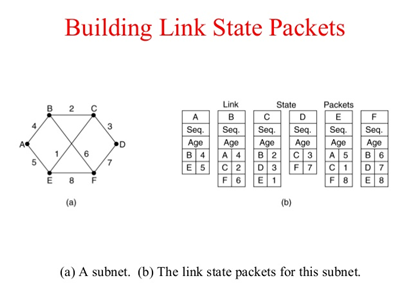 Building Link State Packets
B 2 C
4 3
A D
1 6
5 7
E 8 F
(a)
Link State Packets
A B C D E F
Seq. Seq. Seq. Seq. Seq. Seq.
Age Age Age Age Age Age
B 4 A 4 B 2 C 3 A 5 B 6
E 5 C 2 D 3 F 7 C 1 D 7
F 6 E 1 F 8 E 8
(b)
(a) A subnet. (b) The link state packets for this subnet.